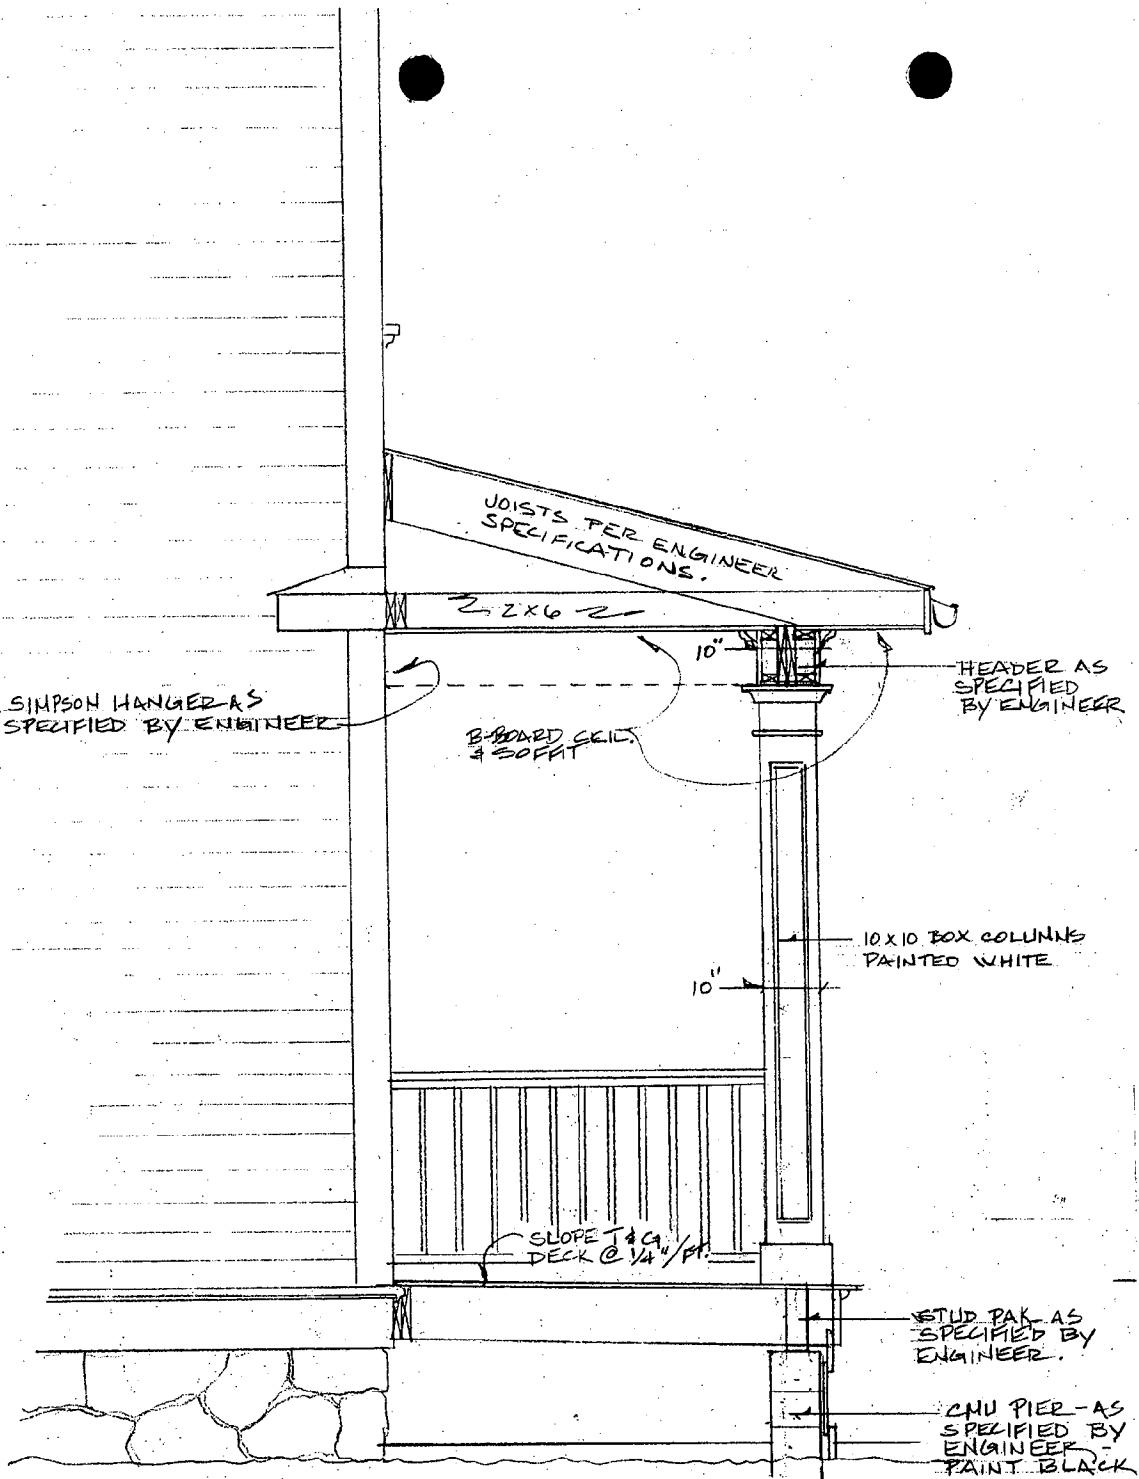 JOISTS PER ENGINEER
SPECIFICATIONS.
2x6
10"
HEADER AS
SPECIFIED
BY ENGINEER
SIMPSON HANGER AS
SPECIFIED BY ENGINEER
B-BOARD CEIL.
& SOFFIT
10 x 10 BOX COLUMNS
PAINTED WHITE
10"
SLOPE T&G
DECK @ 1/4"/FT.
STUD PAK AS
SPECIFIED BY
ENGINEER.
CMU PIER - AS
SPECIFIED BY
ENGINEER -
PAINT BLACK